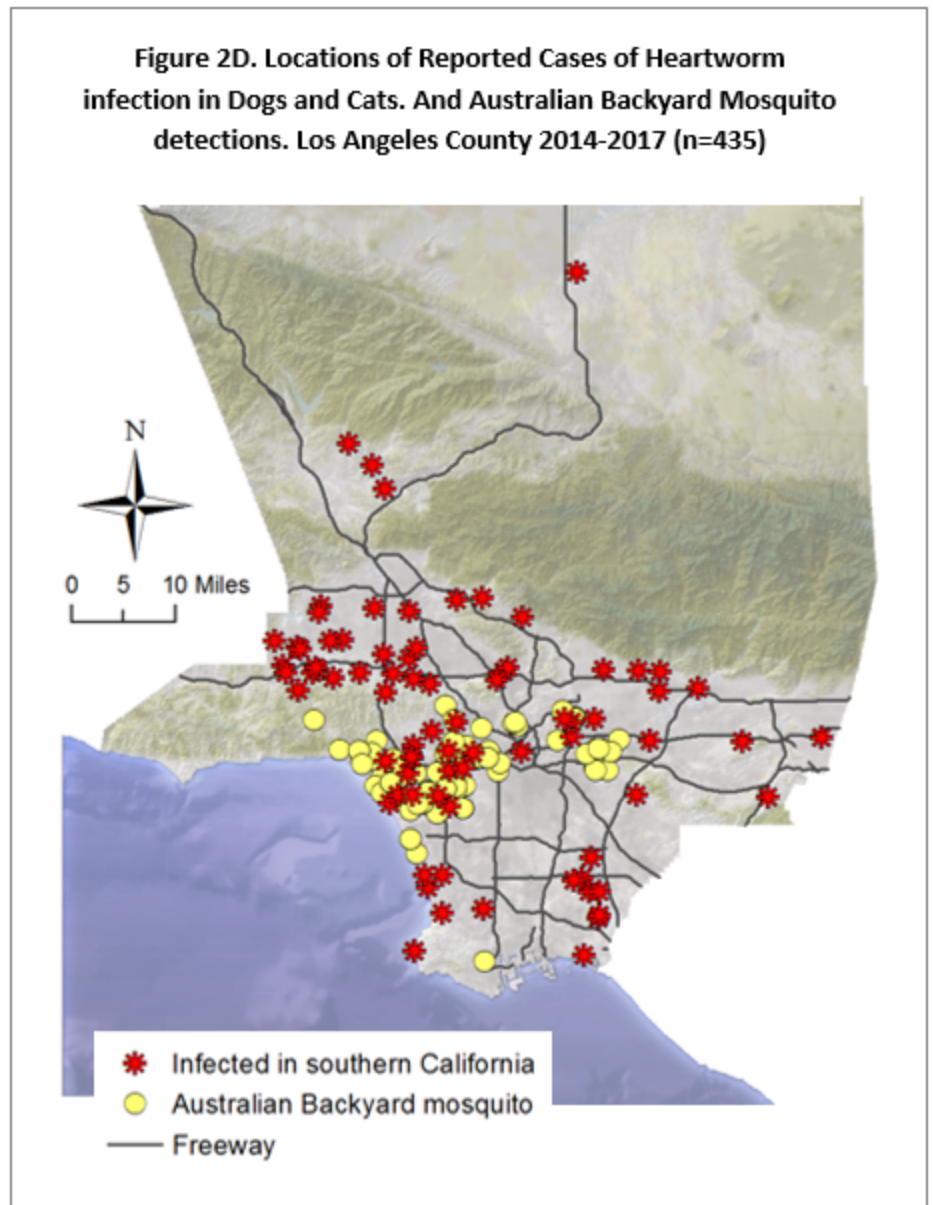 Figure 2D. Locations of Reported Cases of Heartworm
infection in Dogs and Cats. And Australian Backyard Mosquito
detections. Los Angeles County 2014-2017 (n=435)
N
0 5 10 Miles
Infected in southern California
Australian Backyard mosquito
Freeway